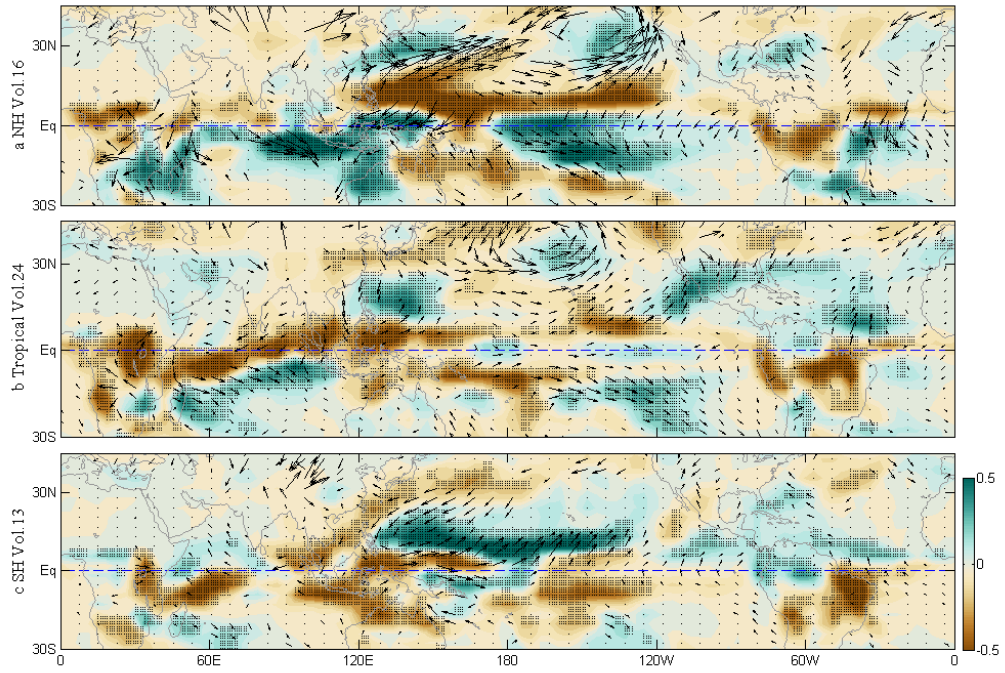 a NH Vol.16
30N
Eq
30S
b Tropical Vol.24
30N
Eq
30S
c SH Vol.13
30N
Eq
30S
0
60E
120E
180
120W
60W
0
0.5
0
-0.5